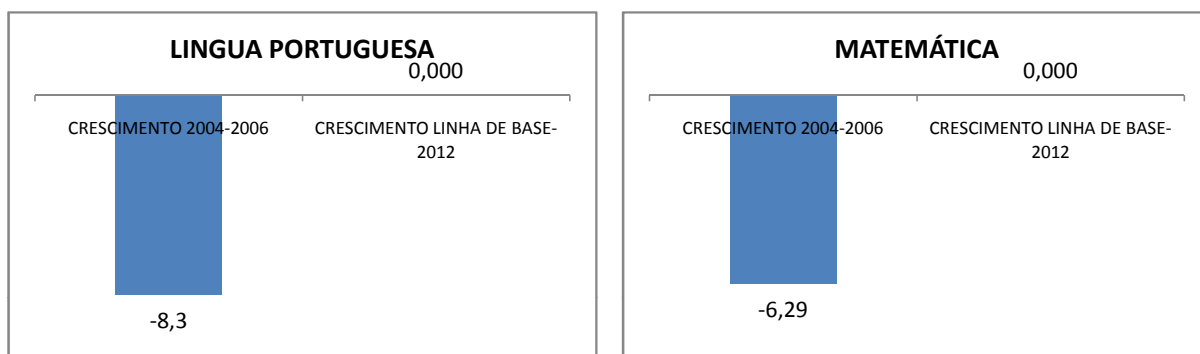 LINGUA PORTUGUESA
0,000
CRESCIMENTO 2004-2006
CRESCIMENTO LINHA DE BASE-
2012
-8,3
MATEMÁTICA
0,000
CRESCIMENTO 2004-2006
CRESCIMENTO LINHA DE BASE-
2012
-6,29